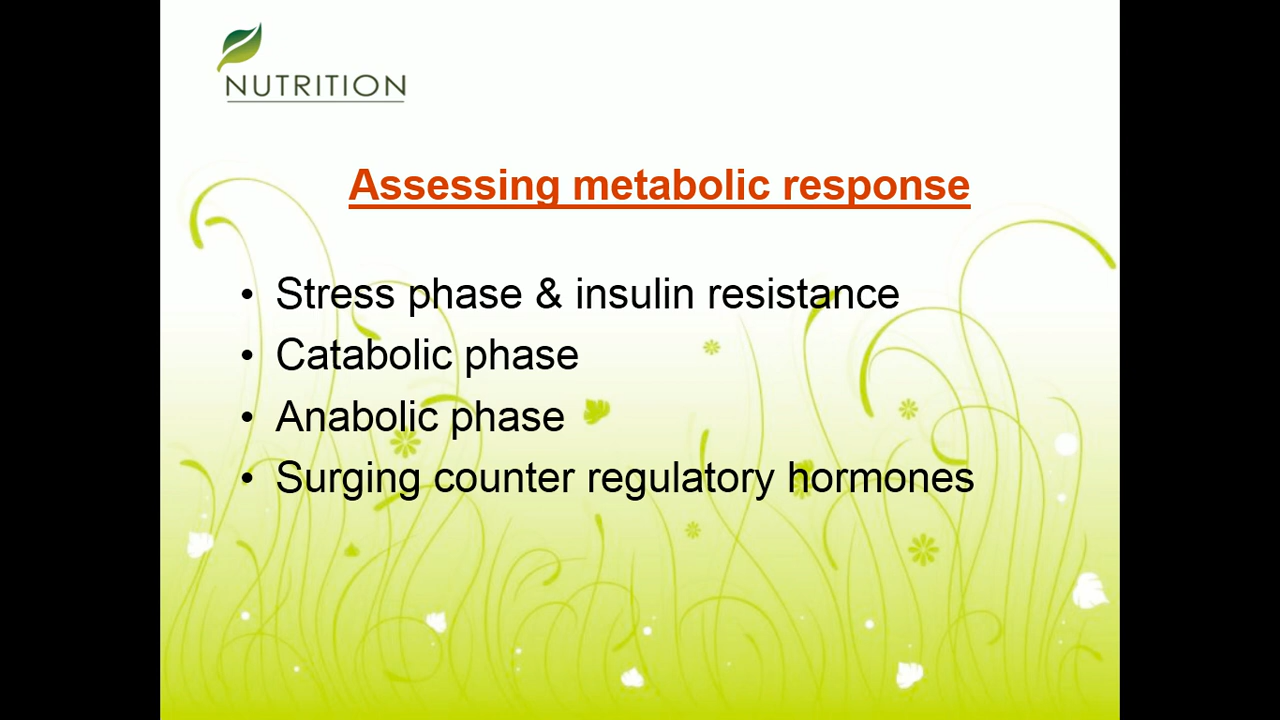 NUTRITION
Assessing metabolic response
• Stress phase & insulin resistance
• Catabolic phase
• Anabolic phase
• Surging counter regulatory hormones